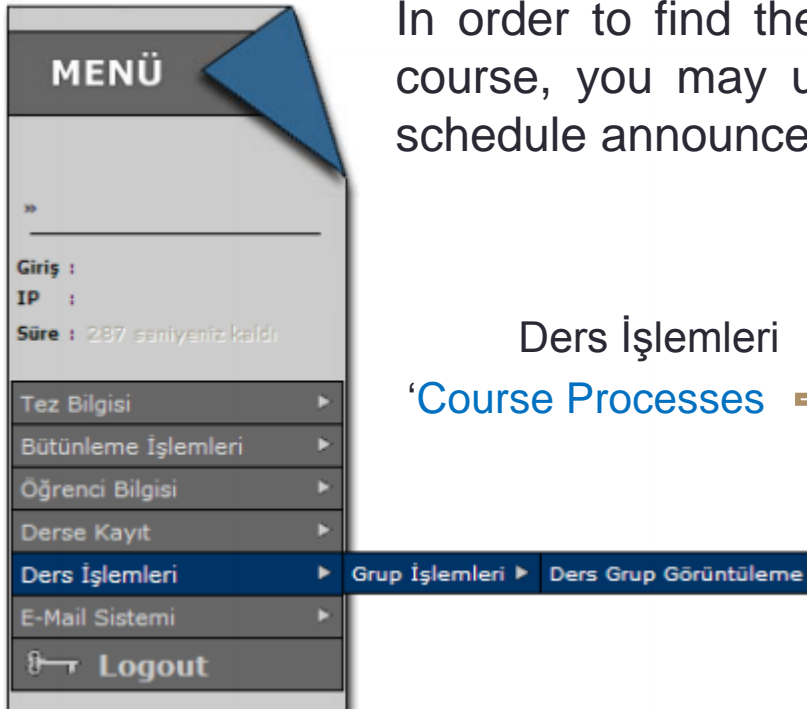 In order to find the
course, you may u
schedule announce
MENÜ
»
Giriş :
IP :
Süre : 287 saniyeniz kaldı
Ders İşlemleri
‘Course Processes
Tez Bilgisi
Bütünleme İşlemleri
Öğrenci Bilgisi
Derse Kayıt
Ders İşlemleri
Grup İşlemleri
Ders Grup Görüntüleme
E-Mail Sistemi
Logout